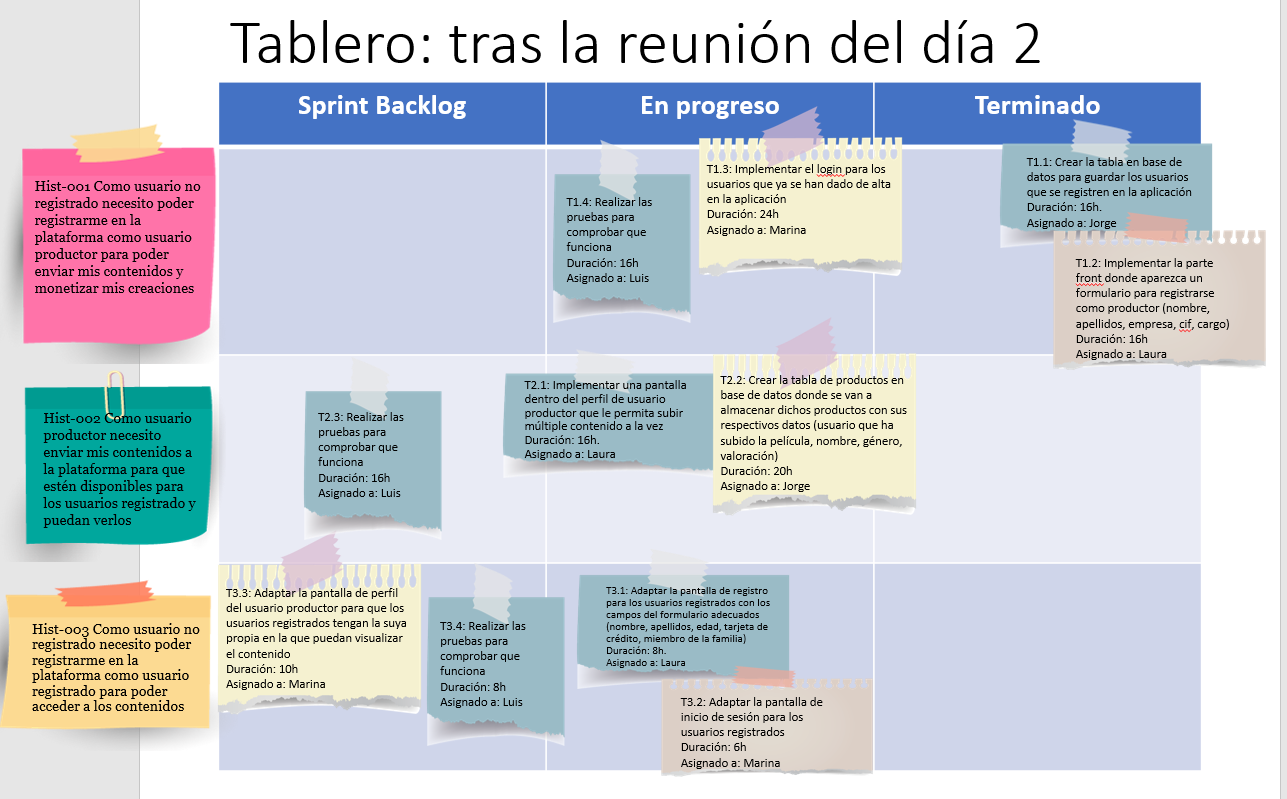 Tablero: tras la reunión del día 2
Sprint Backlog
En progreso
Terminado
Hist-001 Como usuario no
registrado necesito poder
registrarme en la
plataforma como usuario
productor para poder
enviar mis contenidos y
monetizar mis creaciones
T1.4: Realizar las
pruebas para
comprobar que
funciona
Duración: 16h
Asignado a: Luis
T1.3: Implementar el login para los
usuarios que ya se han dado de alta
en la aplicación
Duración: 24h
Asignado a: Marina
T1.1: Crear la tabla en base de
datos para guardar los usuarios
que se registren en la aplicación
Duración: 16h.
Asignado a: Jorge
T1.2: Implementar la parte
front donde aparezca un
formulario para registrarse
como productor (nombre,
apellidos, empresa, cif, cargo)
Duración: 16h
Asignado a: Laura
Hist-002 Como usuario
productor necesito
enviar mis contenidos a
la plataforma para que
estén disponibles para
los usuarios registrado y
puedan verlos
T2.3: Realizar las
pruebas para
comprobar que
funciona
Duración: 16h
Asignado a: Luis
T2.1: Implementar una pantalla
dentro del perfil de usuario
productor que le permita subir
múltiple contenido a la vez
Duración: 16h.
Asignado a: Laura
T2.2: Crear la tabla de productos en
base de datos donde se van a
almacenar dichos productos con sus
respectivos datos (usuario que ha
subido la película, nombre, género,
valoración)
Duración: 20h
Asignado a: Jorge
Hist-003 Como usuario no
registrado necesito poder
registrarme en la
plataforma como usuario
registrado para poder
acceder a los contenidos
T3.3: Adaptar la pantalla de perfil
del usuario productor para que los
usuarios registrados tengan la suya
propia en la que puedan visualizar
el contenido
Duración: 10h
Asignado a: Marina
T3.4: Realizar las
pruebas para
comprobar que
funciona
Duración: 8h
Asignado a: Luis
T3.1: Adaptar la pantalla de registro
para los usuarios registrados con los
campos del formulario adecuados
(nombre, apellidos, edad, tarjeta de
crédito, miembro de la familia)
Duración: 8h.
Asignado a: Laura
T3.2: Adaptar la pantalla de
inicio de sesión para los
usuarios registrados
Duración: 6h
Asignado a: Marina